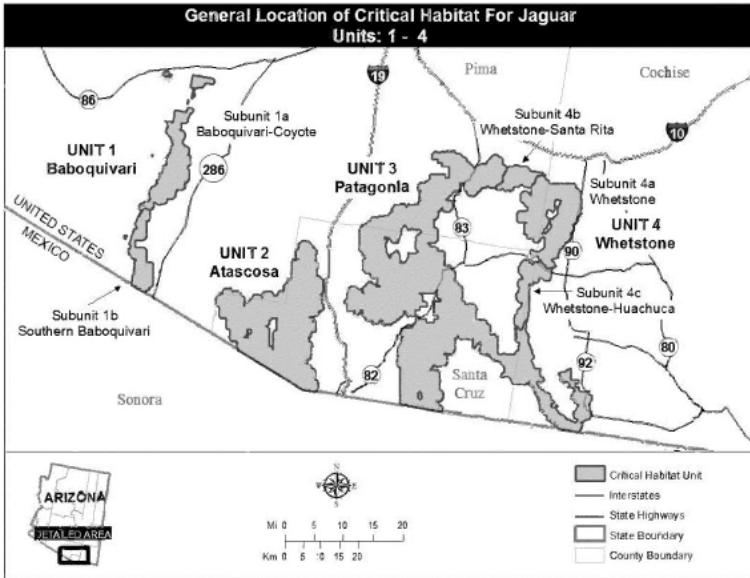 General Location of Critical Habitat For Jaguar
Units: 1 - 4
86
19
Pima
Cochise
10
Subunit 1a
Baboquivari-Coyote
Subunit 4b
Whetstone-Santa Rita
UNIT 1
Baboquivari
286
UNIT 3
Patagonia
Subunit 4a
Whetstone
UNIT 4
Whetstone
UNITED STATES
MEXICO
UNIT 2
Atascosa
83
90
Subunit 1b
Southern Baboquivari
Subunit 4c
Whetstone-Huachuca
80
82
92
Santa
Cruz
Sonora
ARIZONA
DETAILED AREA
N
W
E
S
Mi 0 5 10 15 20
Km 0 5 10 15 20
Critical Habitat Unit
Interstates
State Highways
State Boundary
County Boundary